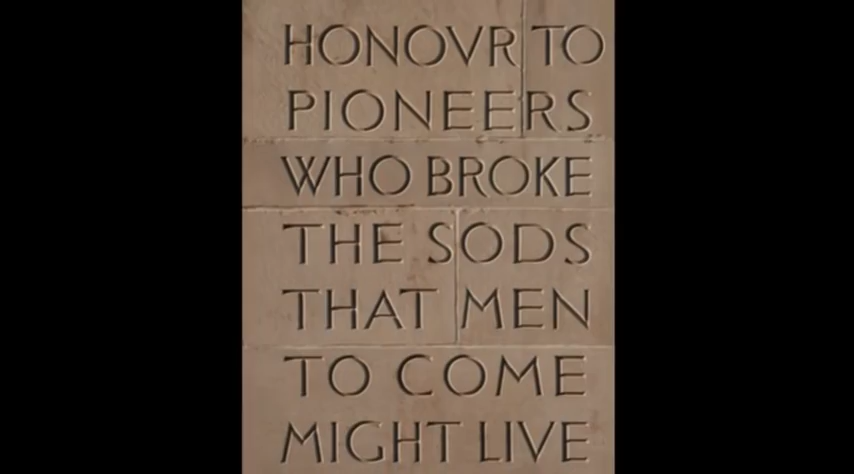 HONOVR TO
PIONEERS
WHO BROKE
THE SODS
THAT MEN
TO COME
MIGHT LIVE